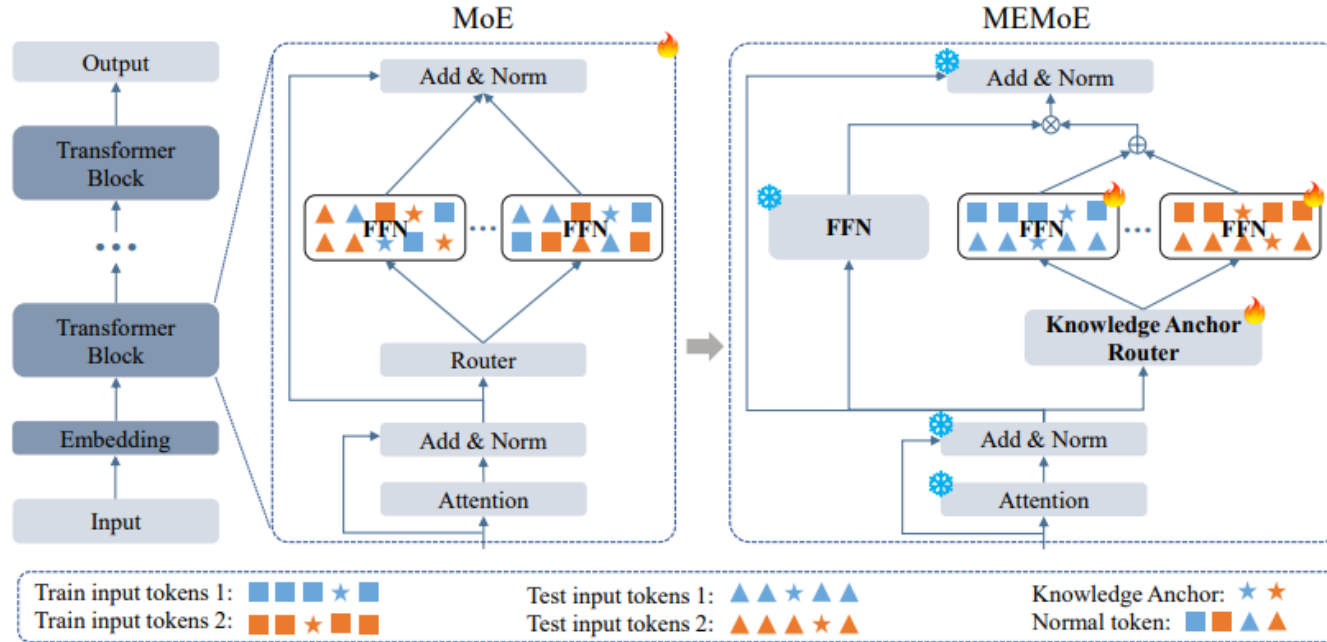 MoE
MEMoE
Output
Transformer
Block
...
Transformer
Block
Embedding
Input
Add & Norm
FFN
...
FFN
Router
Add & Norm
Attention
Add & Norm
FFN
FFN
...
FFN
Knowledge Anchor
Router
Add & Norm
Attention
Train input tokens 1:
Train input tokens 2:
Test input tokens 1:
Test input tokens 2:
Knowledge Anchor:
Normal token: